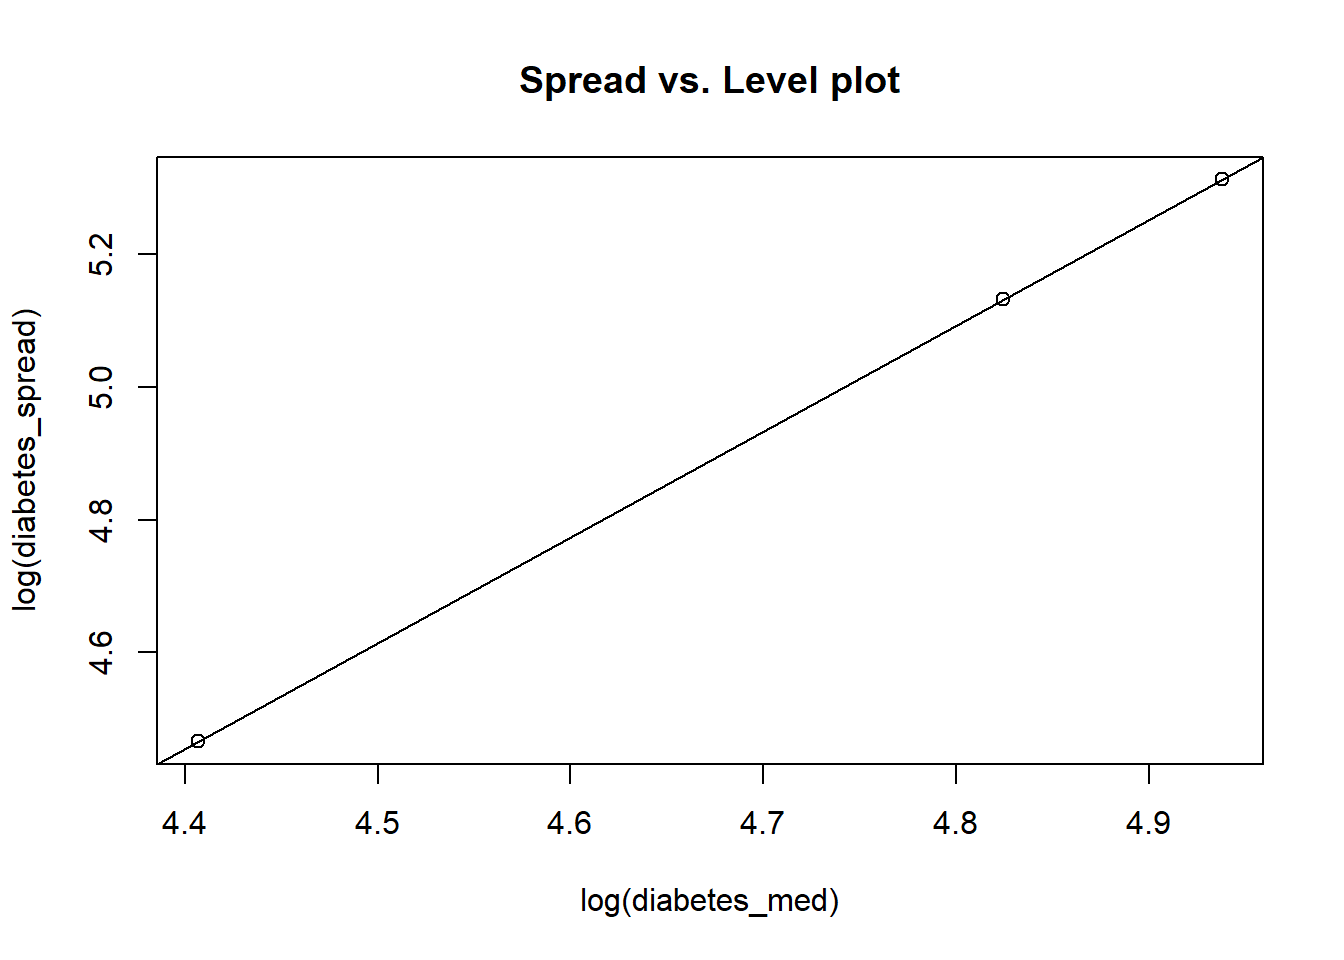 Spread vs. Level plot
log(diabetes_spread)
5.2
5.0
4.8
4.6
4.4 4.5 4.6 4.7 4.8 4.9
log(diabetes_med)